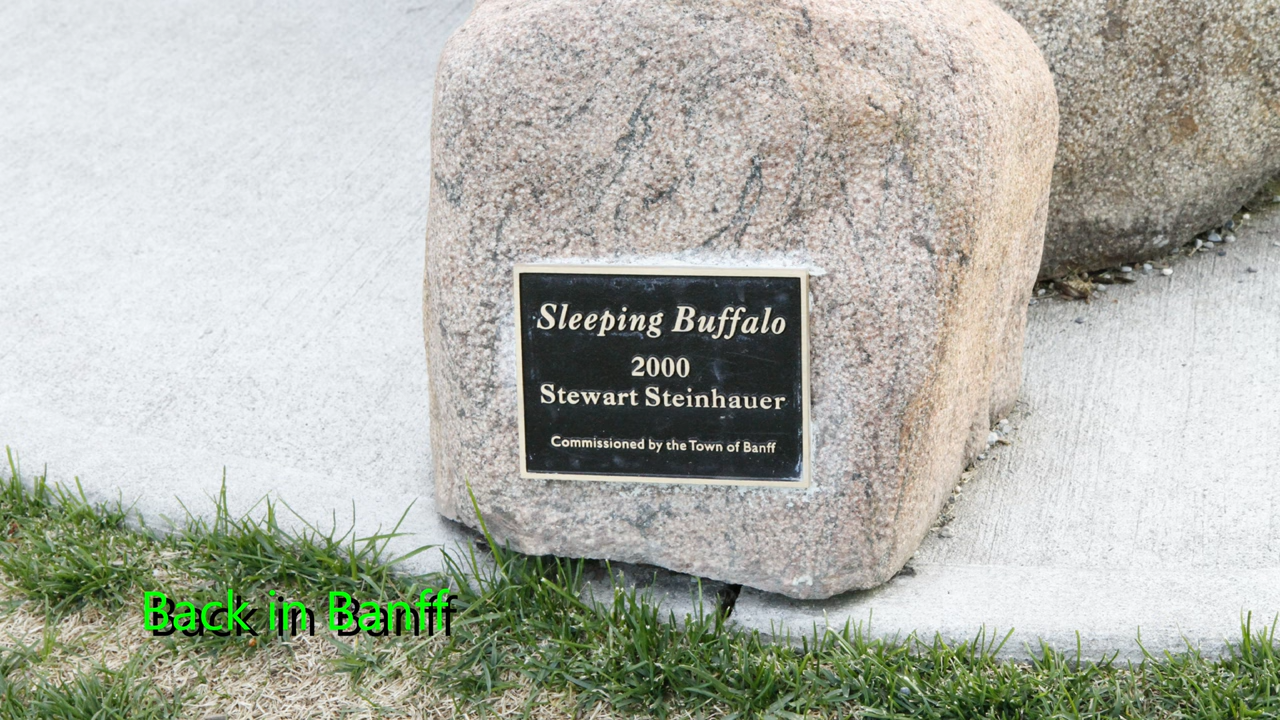 Sleeping Buffalo
2000
Stewart Steinhauer
Commissioned by the Town of Banff
Back in Banff